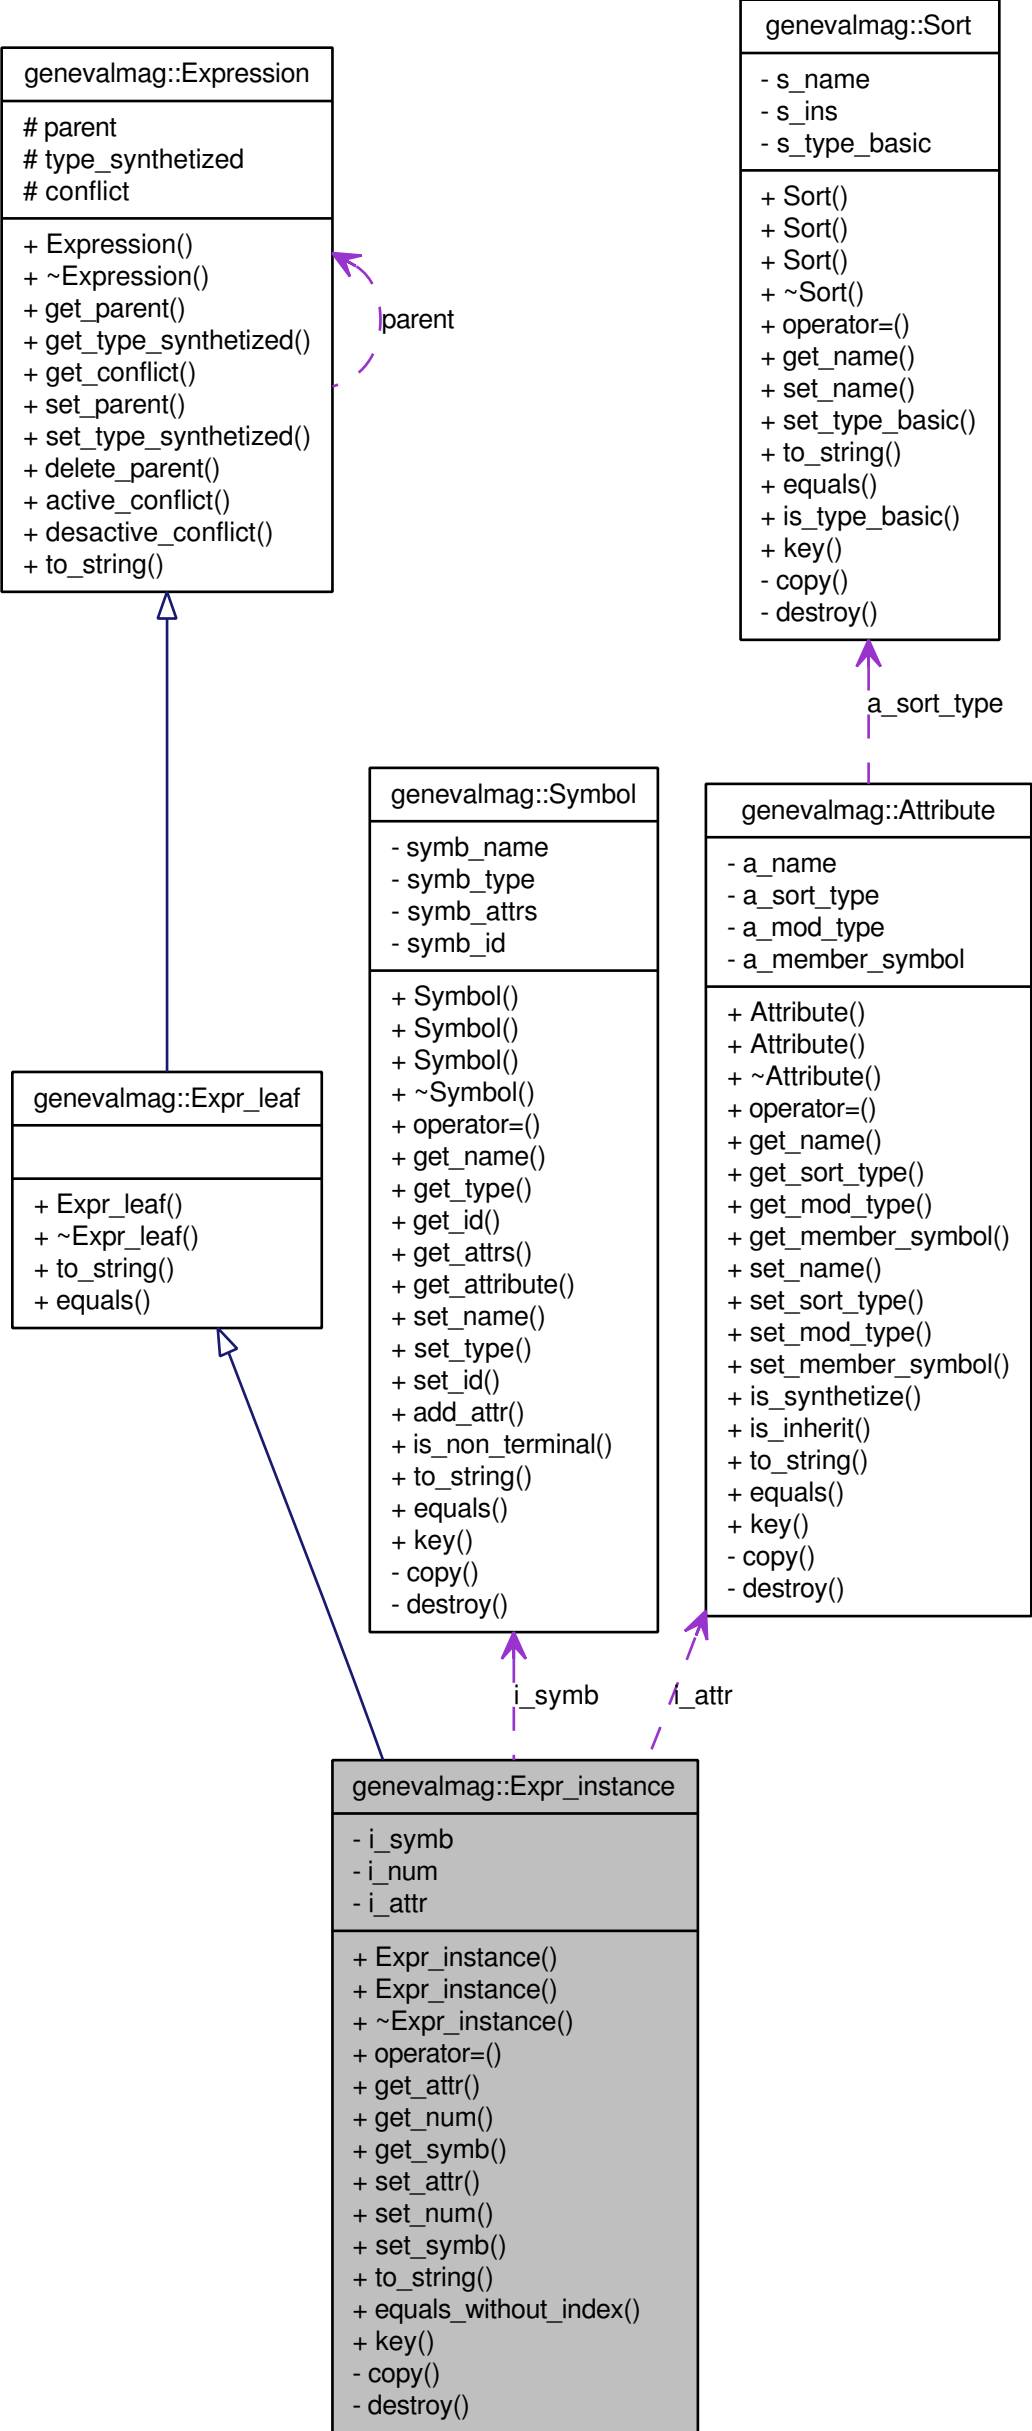 genevalmag::Expression
# parent
# type_synthetized
# conflict
+ Expression()
+ ~Expression()
+ get_parent()
+ get_type_synthetized()
+ get_conflict()
+ set_parent()
+ set_type_synthetized()
+ delete_parent()
+ active_conflict()
+ desactive_conflict()
+ to_string()
parent
genevalmag::Sort
- s_name
- s_ins
- s_type_basic
+ Sort()
+ Sort()
+ Sort()
+ ~Sort()
+ operator=()
+ get_name()
+ set_name()
+ set_type_basic()
+ to_string()
+ equals()
+ is_type_basic()
+ key()
- copy()
- destroy()
a_sort_type
genevalmag::Expr_leaf
+ Expr_leaf()
+ ~Expr_leaf()
+ to_string()
+ equals()
genevalmag::Symbol
- symb_name
- symb_type
- symb_attrs
- symb_id
+ Symbol()
+ Symbol()
+ Symbol()
+ ~Symbol()
+ operator=()
+ get_name()
+ get_type()
+ get_id()
+ get_attrs()
+ get_attribute()
+ set_name()
+ set_type()
+ set_id()
+ add_attr()
+ is_non_terminal()
+ to_string()
+ equals()
+ key()
- copy()
- destroy()
genevalmag::Attribute
- a_name
- a_sort_type
- a_mod_type
- a_member_symbol
+ Attribute()
+ Attribute()
+ ~Attribute()
+ operator=()
+ get_name()
+ get_sort_type()
+ get_mod_type()
+ get_member_symbol()
+ set_name()
+ set_sort_type()
+ set_mod_type()
+ set_member_symbol()
+ is_synthetize()
+ is_inherit()
+ to_string()
+ equals()
+ key()
- copy()
- destroy()
i_symb
i_attr
genevalmag::Expr_instance
- i_symb
- i_num
- i_attr
+ Expr_instance()
+ Expr_instance()
+ ~Expr_instance()
+ operator=()
+ get_attr()
+ get_num()
+ get_symb()
+ set_attr()
+ set_num()
+ set_symb()
+ to_string()
+ equals_without_index()
+ key()
- copy()
- destroy()